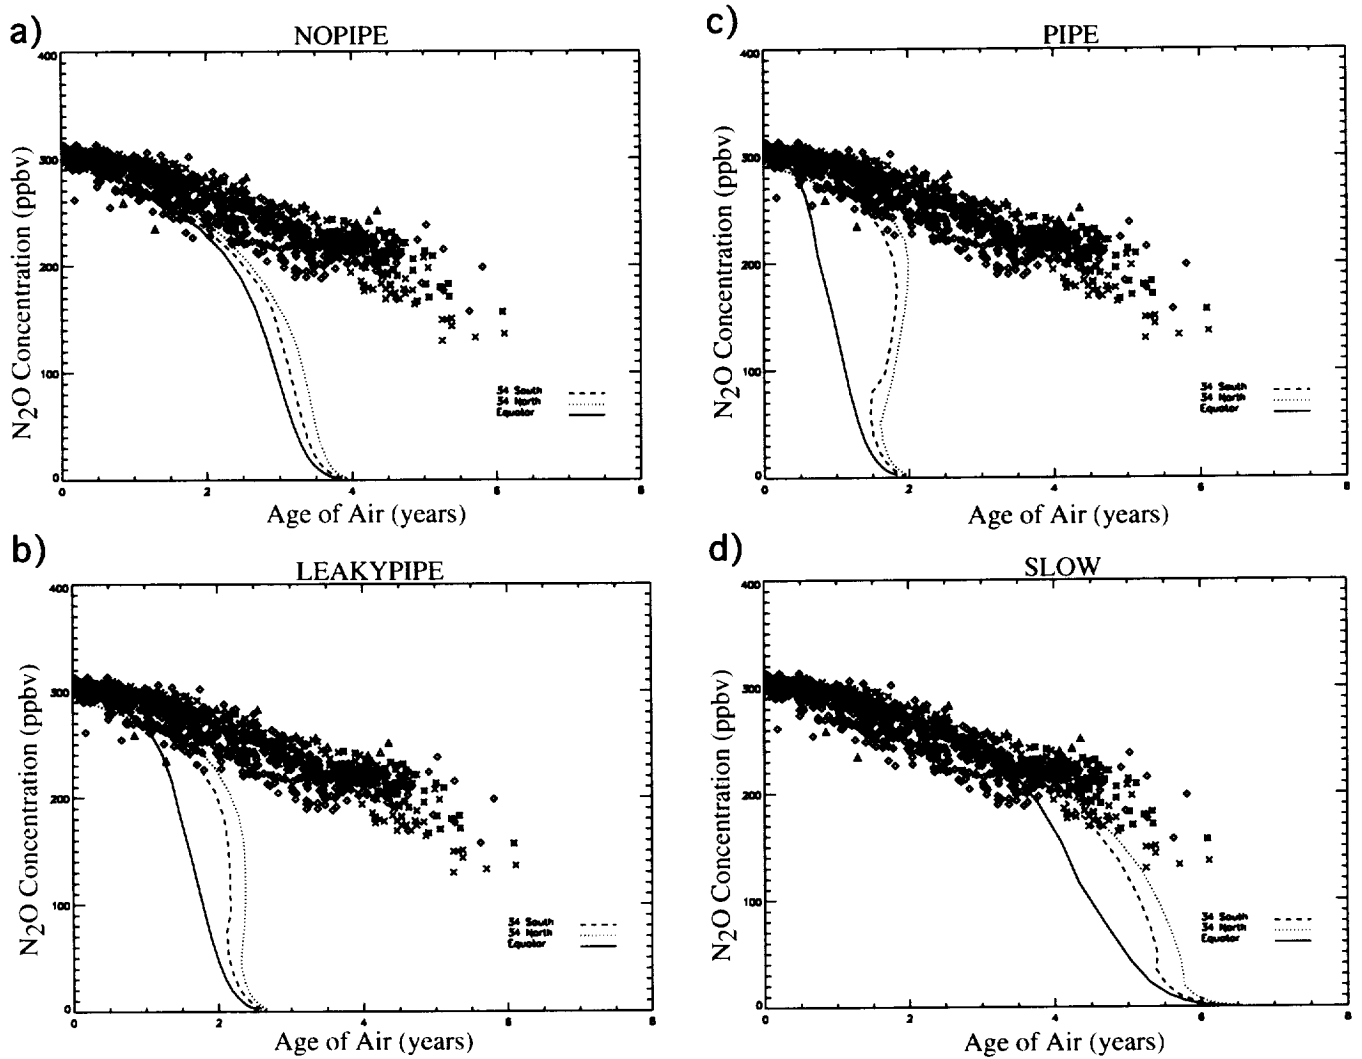 a)
NOPIPE
400
300
200
100
0
0 2 4 6 8
N2O Concentration (ppbv)
Age of Air (years)
34 South
34 North
Equator
b)
LEAKYPIPE
400
300
200
100
0
0 2 4 6 8
N2O Concentration (ppbv)
Age of Air (years)
34 South
34 North
Equator
c)
PIPE
400
300
200
100
0
0 2 4 6 8
N2O Concentration (ppbv)
Age of Air (years)
34 South
34 North
Equator
d)
SLOW
400
300
200
100
0
0 2 4 6 8
N2O Concentration (ppbv)
Age of Air (years)
34 South
34 North
Equator